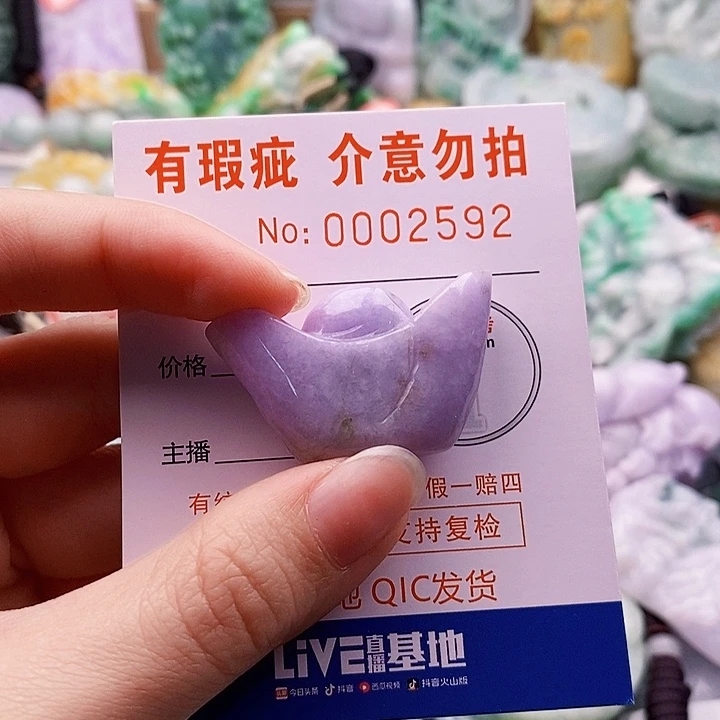 有瑕疵 介意勿拍
No: 0002592
价格
主播
假一赔四
支持复检
QIC发货
LiVE直播基地
今日头条 抖音 西瓜视频 抖音火山版